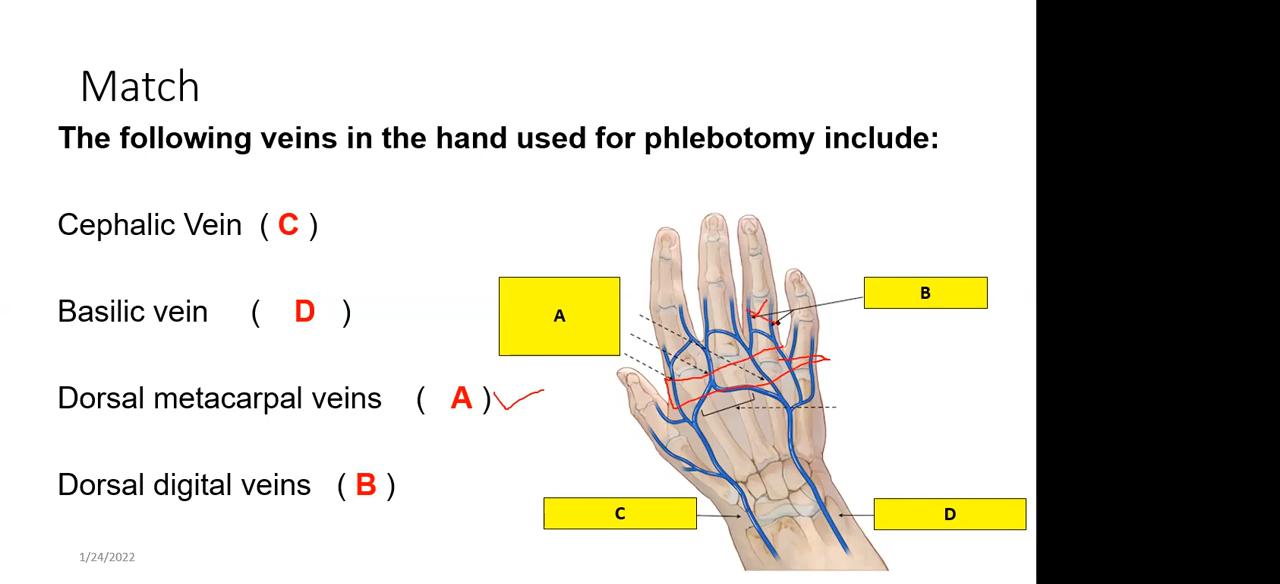 Match
The following veins in the hand used for phlebotomy include:
Cephalic Vein ( C )
Basilic vein ( D )
Dorsal metacarpal veins ( A )
Dorsal digital veins ( B )
A
B
C
D
1/24/2022